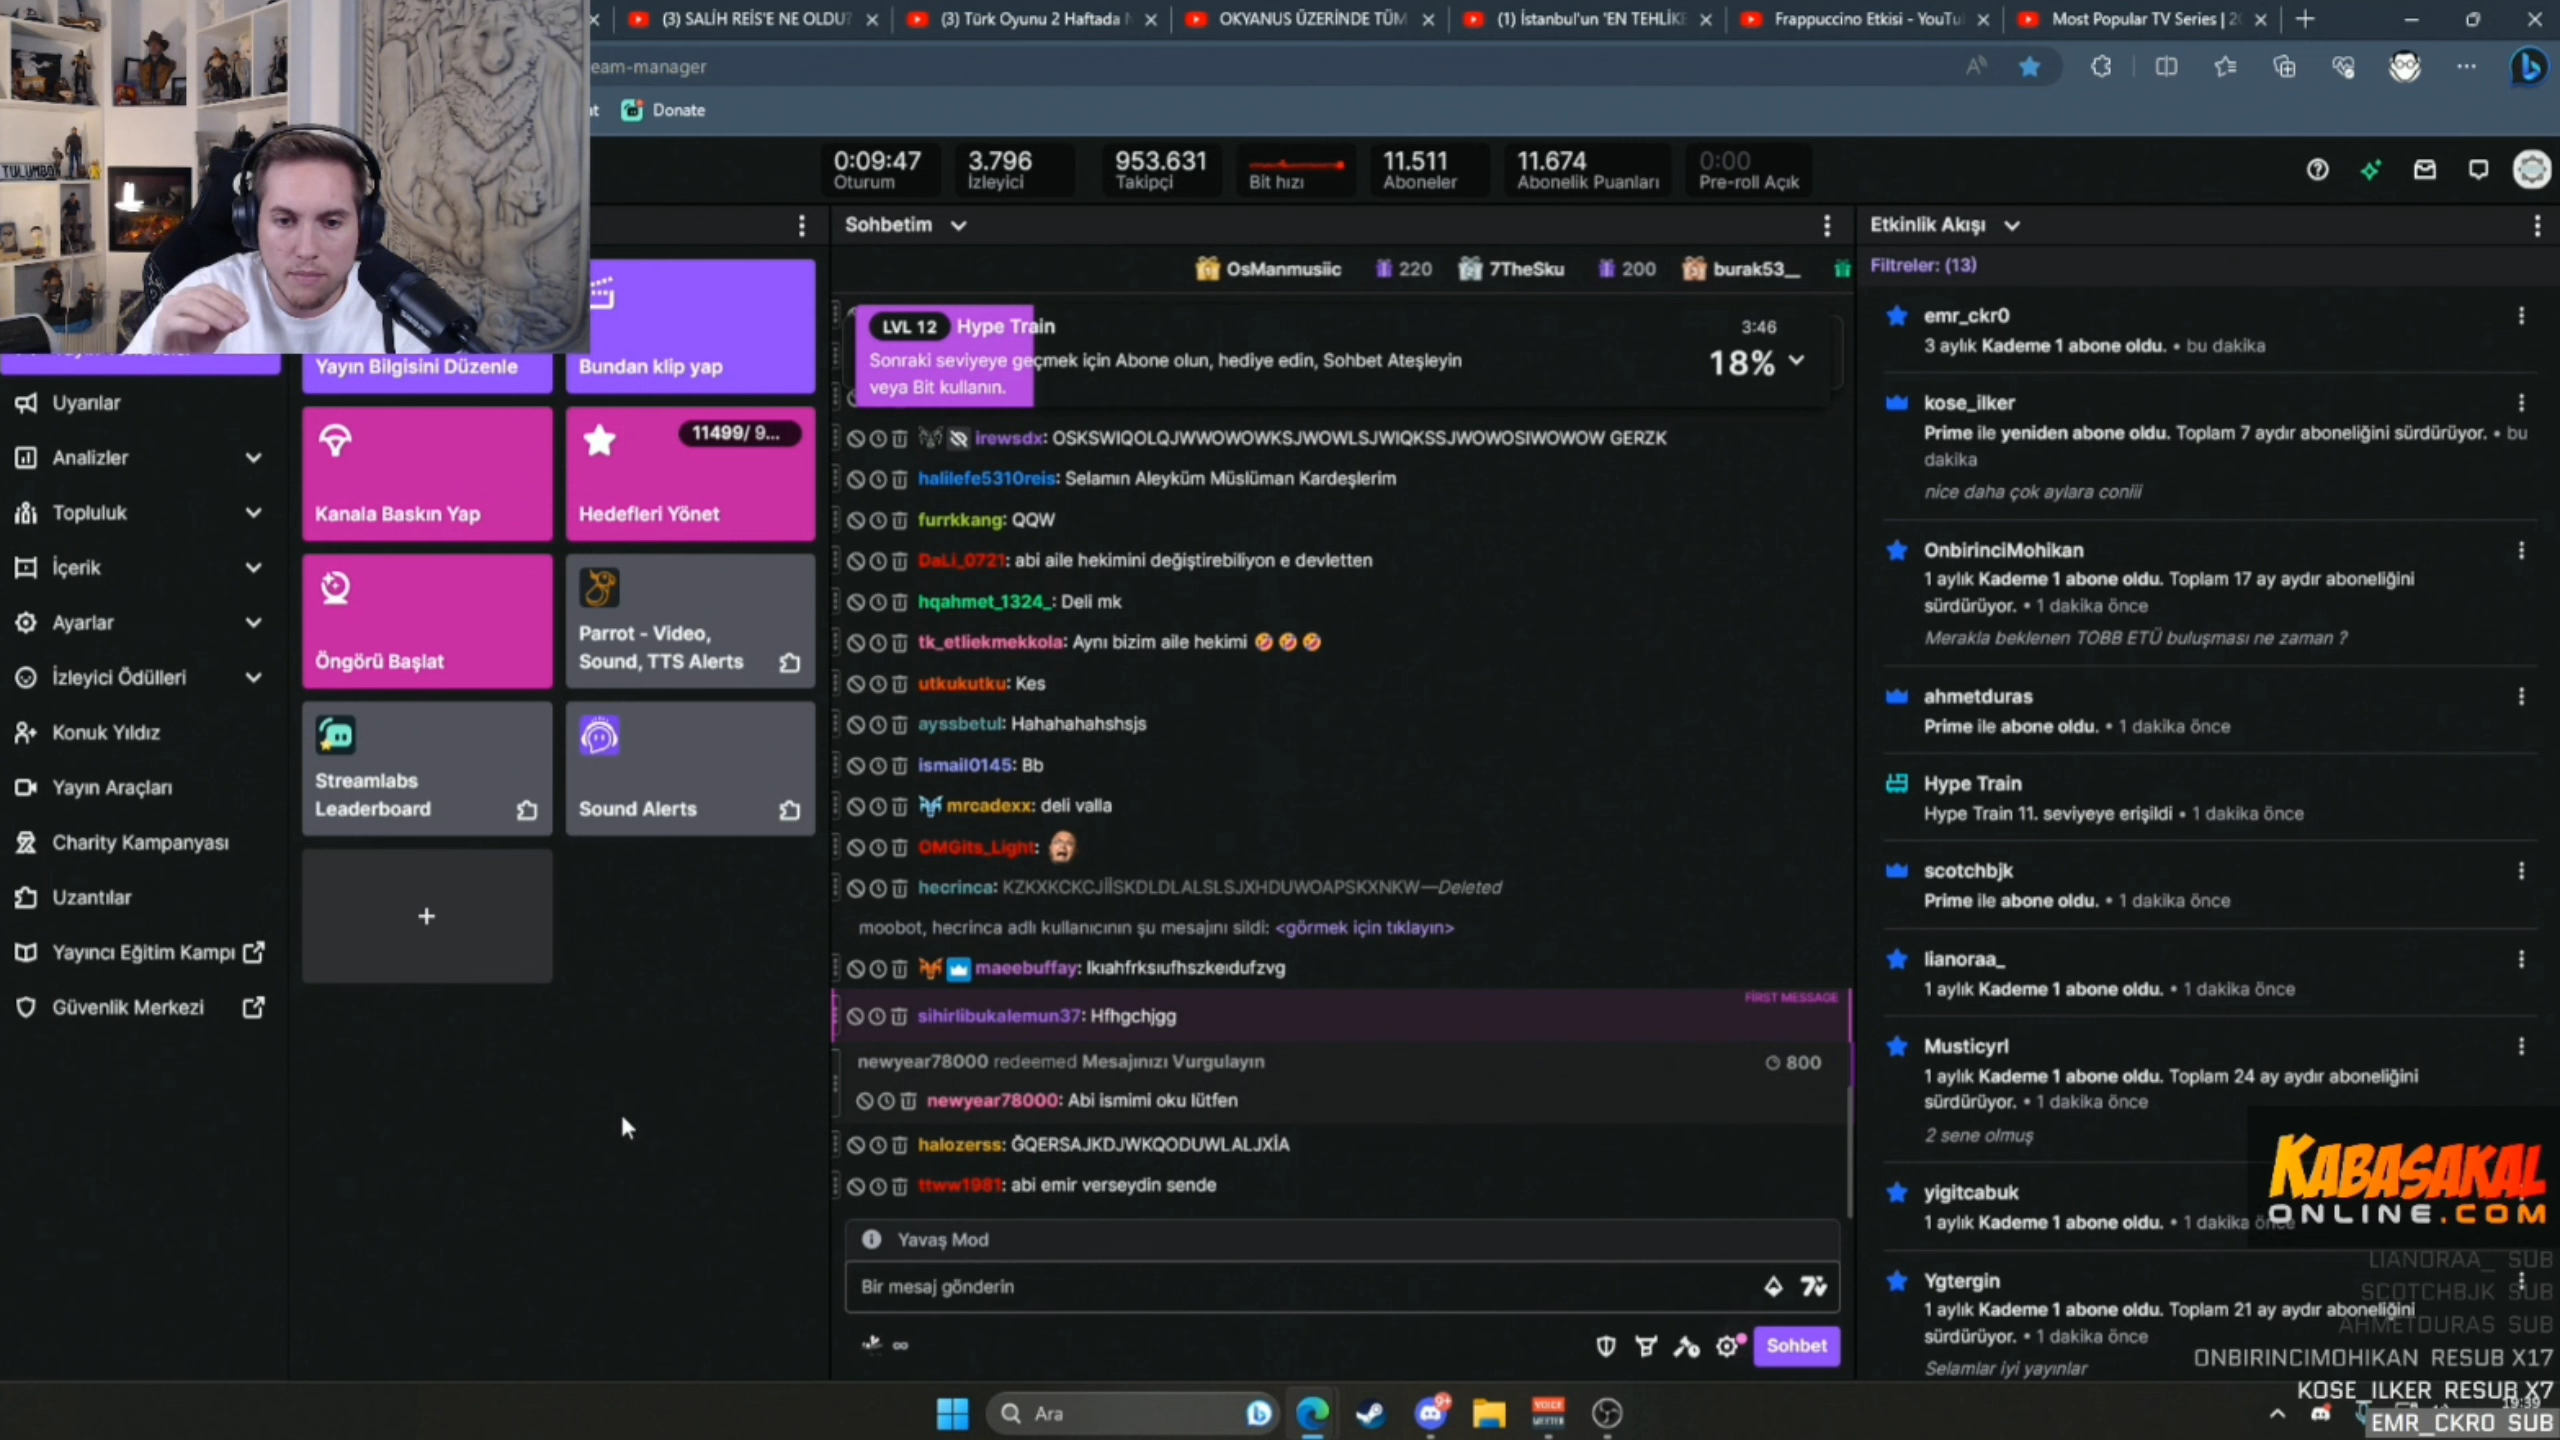 (3) SALİH REİS'E NE OLDU?
(3) Türk Oyunu 2 Haftada
OKYANUS ÜZERİNDE TÜM
(1) İstanbul'un 'EN TEHLİKE
Frappuccino Etkisi - YouTu
Most Popular TV Series | 20
eam-manager
Donate
0:09:47
Oturum
3.796
İzleyici
953.631
Takipçi
Bit hızı
11.511
Aboneler
11.674
Abonelik Puanları
0:00
Pre-roll Açık
Uyarılar
Analizler
Topluluk
İçerik
Ayarlar
İzleyici Ödülleri
Konuk Yıldız
Yayın Araçları
Charity Kampanyası
Uzantılar
Yayıncı Eğitim Kampı
Güvenlik Merkezi
Yayın Bilgisini Düzenle
Bundan klip yap
Kanala Baskın Yap
11499/ 9...
Hedefleri Yönet
Öngörü Başlat
Parrot - Video,
Sound, TTS Alerts
Streamlabs
Leaderboard
Sound Alerts
+
Sohbetim
OsManmusiic 220 7TheSku 200 burak53__
LVL 12 Hype Train 3:46
Sonraki seviyeye geçmek için Abone olun, hediye edin, Sohbet Ateşleyin
veya Bit kullanın.
18%
irewsdx: OSKSWIQOLQJWWOWOWKSJWOWLSJWIQKSSJWOWOSIWOWOW GERZK
halilefe5310reis: Selamın Aleyküm Müslüman Kardeşlerim
furrkkang: QQW
DaLi_0721: abi aile hekimini değiştirebiliyon e devletten
hqahmet_1324_: Deli mk
tk_etliekmekkola: Aynı bizim aile hekimi 🤣 🤣 🤣
utkukutku: Kes
ayssbetul: Hahahahahshsjs
ismail0145: Bb
mrcadexx: deli valla
OMGits_Light:
hecrinca: KZKXKCKCJİİSKDLDLALSLSJXHDUWOAPSKXNKW—Deleted
moobot, hecrinca adlı kullanıcının şu mesajını sildi: <görmek için tıklayın>
maeebuffay: Ikıahfrksıufhszkeıdufzvg
FIRST MESSAGE
sihirlibukalemun37: Hfhgchjgg
newyear78000 redeemed Mesajınızı Vurgulayın 800
newyear78000: Abi ismimi oku lütfen
halozerss: ĞQERSAJKDJWKQODUWLALJXİA
ttww1981: abi emir verseydin sende
Yavaş Mod
Bir mesaj gönderin
Sohbet
Etkinlik Akışı
Filtreler: (13)
emr_ckr0
3 aylık Kademe 1 abone oldu. • bu dakika
kose_ilker
Prime ile yeniden abone oldu. Toplam 7 aydır aboneliğini sürdürüyor. • bu
dakika
nice daha çok aylara coniii
OnbirinciMohikan
1 aylık Kademe 1 abone oldu. Toplam 17 ay aydır aboneliğini
sürdürüyor. • 1 dakika önce
Merakla beklenen TOBB ETÜ buluşması ne zaman ?
ahmetduras
Prime ile abone oldu. • 1 dakika önce
Hype Train
Hype Train 11. seviyeye erişildi • 1 dakika önce
scotchbjk
Prime ile abone oldu. • 1 dakika önce
lianoraa_
1 aylık Kademe 1 abone oldu. • 1 dakika önce
Musticyrl
1 aylık Kademe 1 abone oldu. Toplam 24 ay aydır aboneliğini
sürdürüyor. • 1 dakika önce
2 sene olmuş
yigitcabuk
1 aylık Kademe 1 abone oldu. • 1 dakika önce
Ygtergin
1 aylık Kademe 1 abone oldu. Toplam 21 ay aydır aboneliğini
sürdürüyor. • 1 dakika önce
Selamlar iyi yayınlar
KABASAKAL
ONLINE.COM
LIANORAA_ SUB
SCOTCHBJK SUB
AHMETDURAS SUB
ONBIRINCIMOHIKAN RESUB X17
KOSE_ILKER RESUB X7
EMR_CKR0 SUB
Ara
19:39